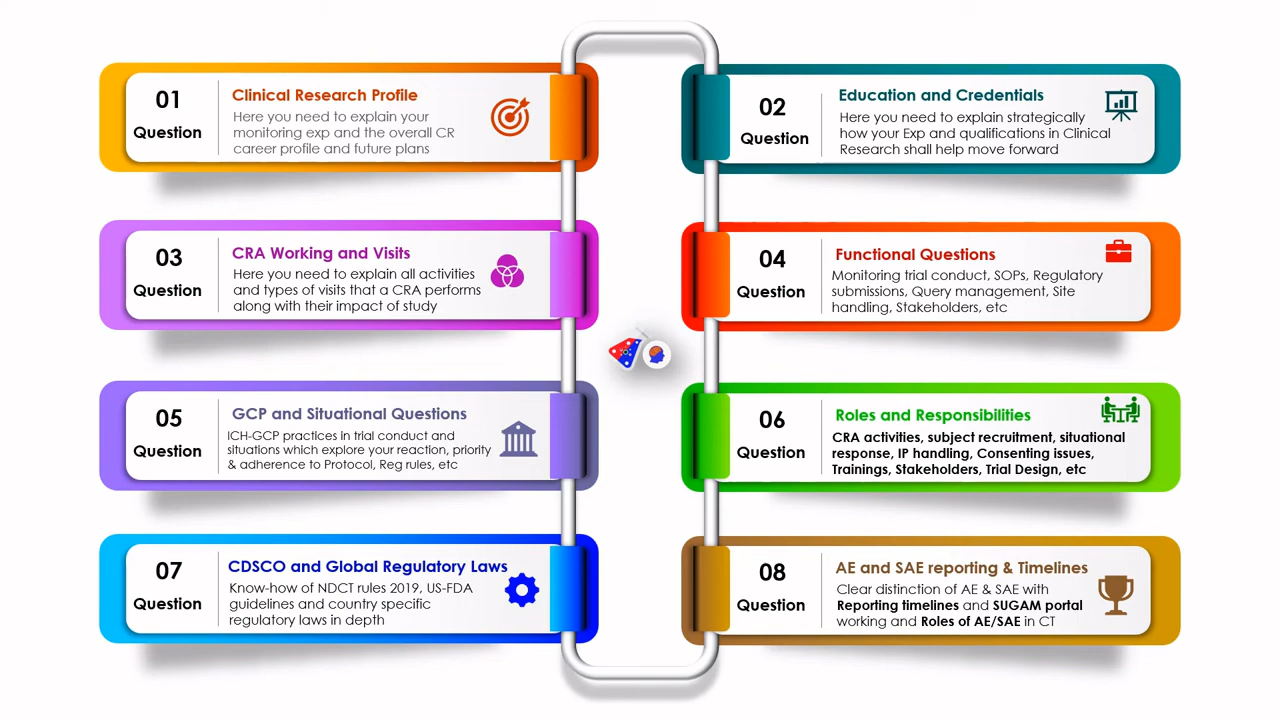 01
Question
Clinical Research Profile
Here you need to explain your
monitoring exp and the overall CR
career profile and future plans
02
Question
Education and Credentials
Here you need to explain strategically
how your Exp and qualifications in Clinical
Research shall help move forward
03
Question
CRA Working and Visits
Here you need to explain all activities
and types of visits that a CRA performs
along with their impact of study
04
Question
Functional Questions
Monitoring trial conduct, SOPs, Regulatory
submissions, Query management, Site
handling, Stakeholders, etc
05
Question
GCP and Situational Questions
ICH-GCP practices in trial conduct and
situations which explore your reaction, priority
& adherence to Protocol, Reg rules, etc
06
Question
Roles and Responsibilities
CRA activities, subject recruitment, situational
response, IP handling, Consenting issues,
Trainings, Stakeholders, Trial Design, etc
07
Question
CDSCO and Global Regulatory Laws
Know-how of NDCT rules 2019, US-FDA
guidelines and country specific
regulatory laws in depth
08
Question
AE and SAE reporting & Timelines
Clear distinction of AE & SAE with
Reporting timelines and SUGAM portal
working and Roles of AE/SAE in CT